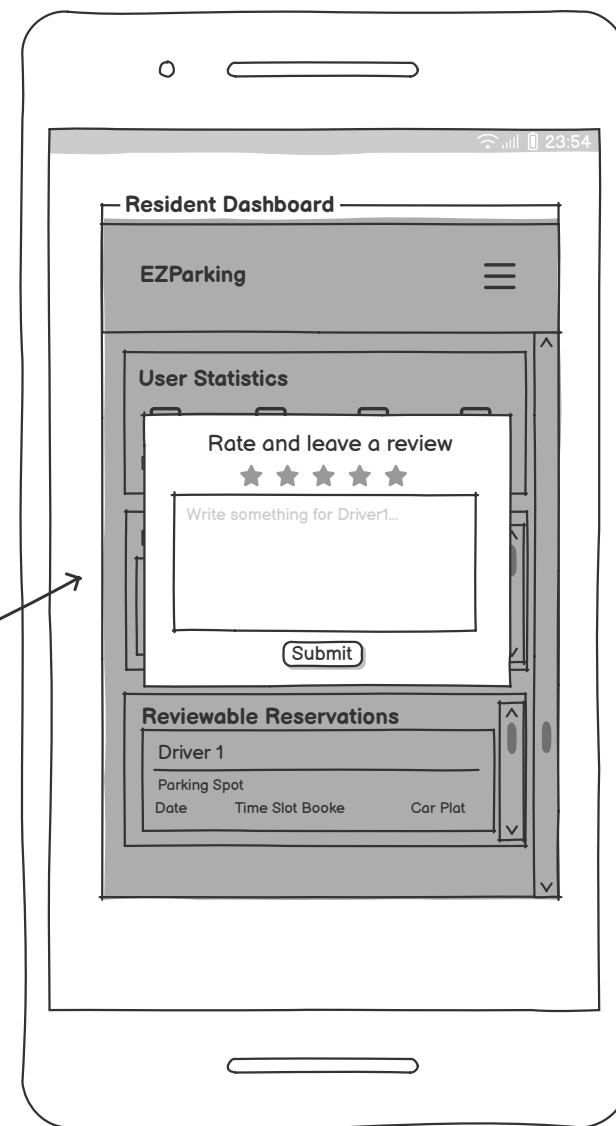 23:54
Resident Dashboard
EZParking
User Statistics
Rate and leave a review
Write something for Driver1...
Submit
Reviewable Reservations
Driver 1
Parking Spot
Date Time Slot Booke Car Plat